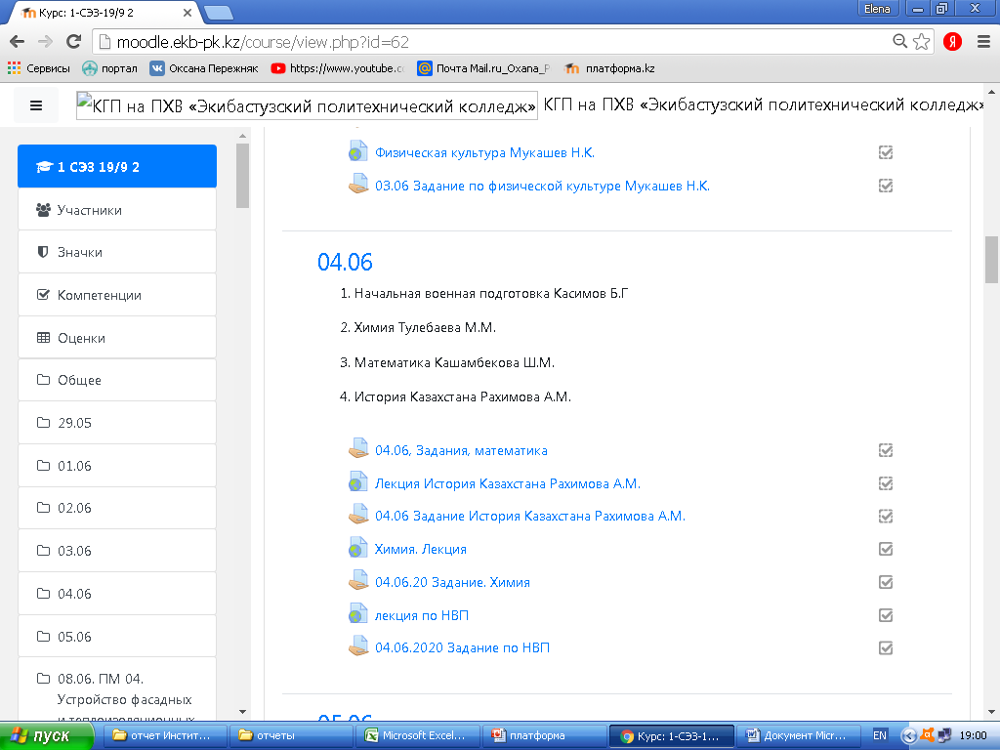 Курс: 1-СЭЗ-19/9 2
Elena
moodle.ekb-pk.kz/course/view.php?id=62
Сервисы
портал
Оксана Пережняк
https://www.youtube.c
Почта Mail.ru_Oxana_P
платформа.kz
КГП на ПХВ «Экибастузский политехнический колледж»
КГП на ПХВ «Экибастузский политехнический колледж»
1 СЭЗ 19/9 2
Участники
Значки
Компетенции
Оценки
Общее
29.05
01.06
02.06
03.06
04.06
05.06
08.06. ПМ 04.
Устройство фасадных
и теплоизоляционных
Физическая культура Мукашев Н.К.
03.06 Задание по физической культуре Мукашев Н.К.
04.06
1. Начальная военная подготовка Касимов Б.Г
2. Химия Тулебаева М.М.
3. Математика Кашамбекова Ш.М.
4. История Казахстана Рахимова А.М.
04.06, Задания, математика
Лекция История Казахстана Рахимова А.М.
04.06 Задание История Казахстана Рахимова А.М.
Химия. Лекция
04.06.20 Задание. Химия
лекция по НВП
04.06.2020 Задание по НВП
05.06
пуск
отчет Инстит...
отчеты
Microsoft Excel...
платформа
Курс: 1-СЭЗ-1...
Документ Micr...
EN
19:00